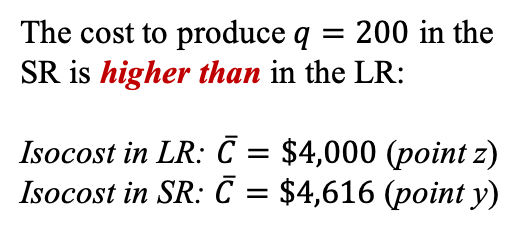 The cost to produce q = 200 in the
SR is higher than in the LR:
Isocost in LR: C̄ = $4,000 (point z)
Isocost in SR: C̄ = $4,616 (point y)